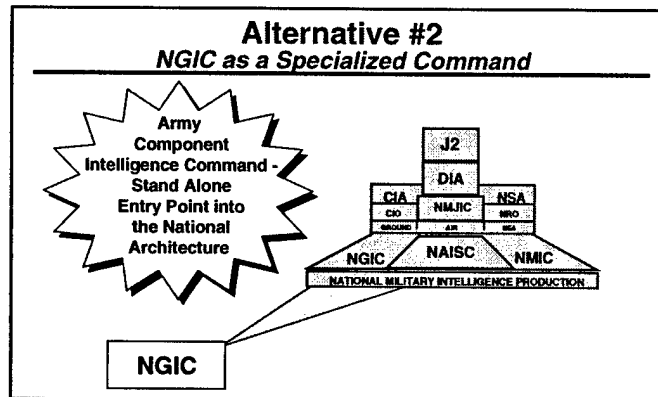 Alternative #2
NGIC as a Specialized Command
Army
Component
Intelligence Command -
Stand Alone
Entry Point into
the National
Architecture
J2
DIA
CIA
NMJIC
NSA
CIO
NRO
GROUND
AIR
SEA
NGIC
NAISC
NMIC
NATIONAL MILITARY INTELLIGENCE PRODUCTION
NGIC